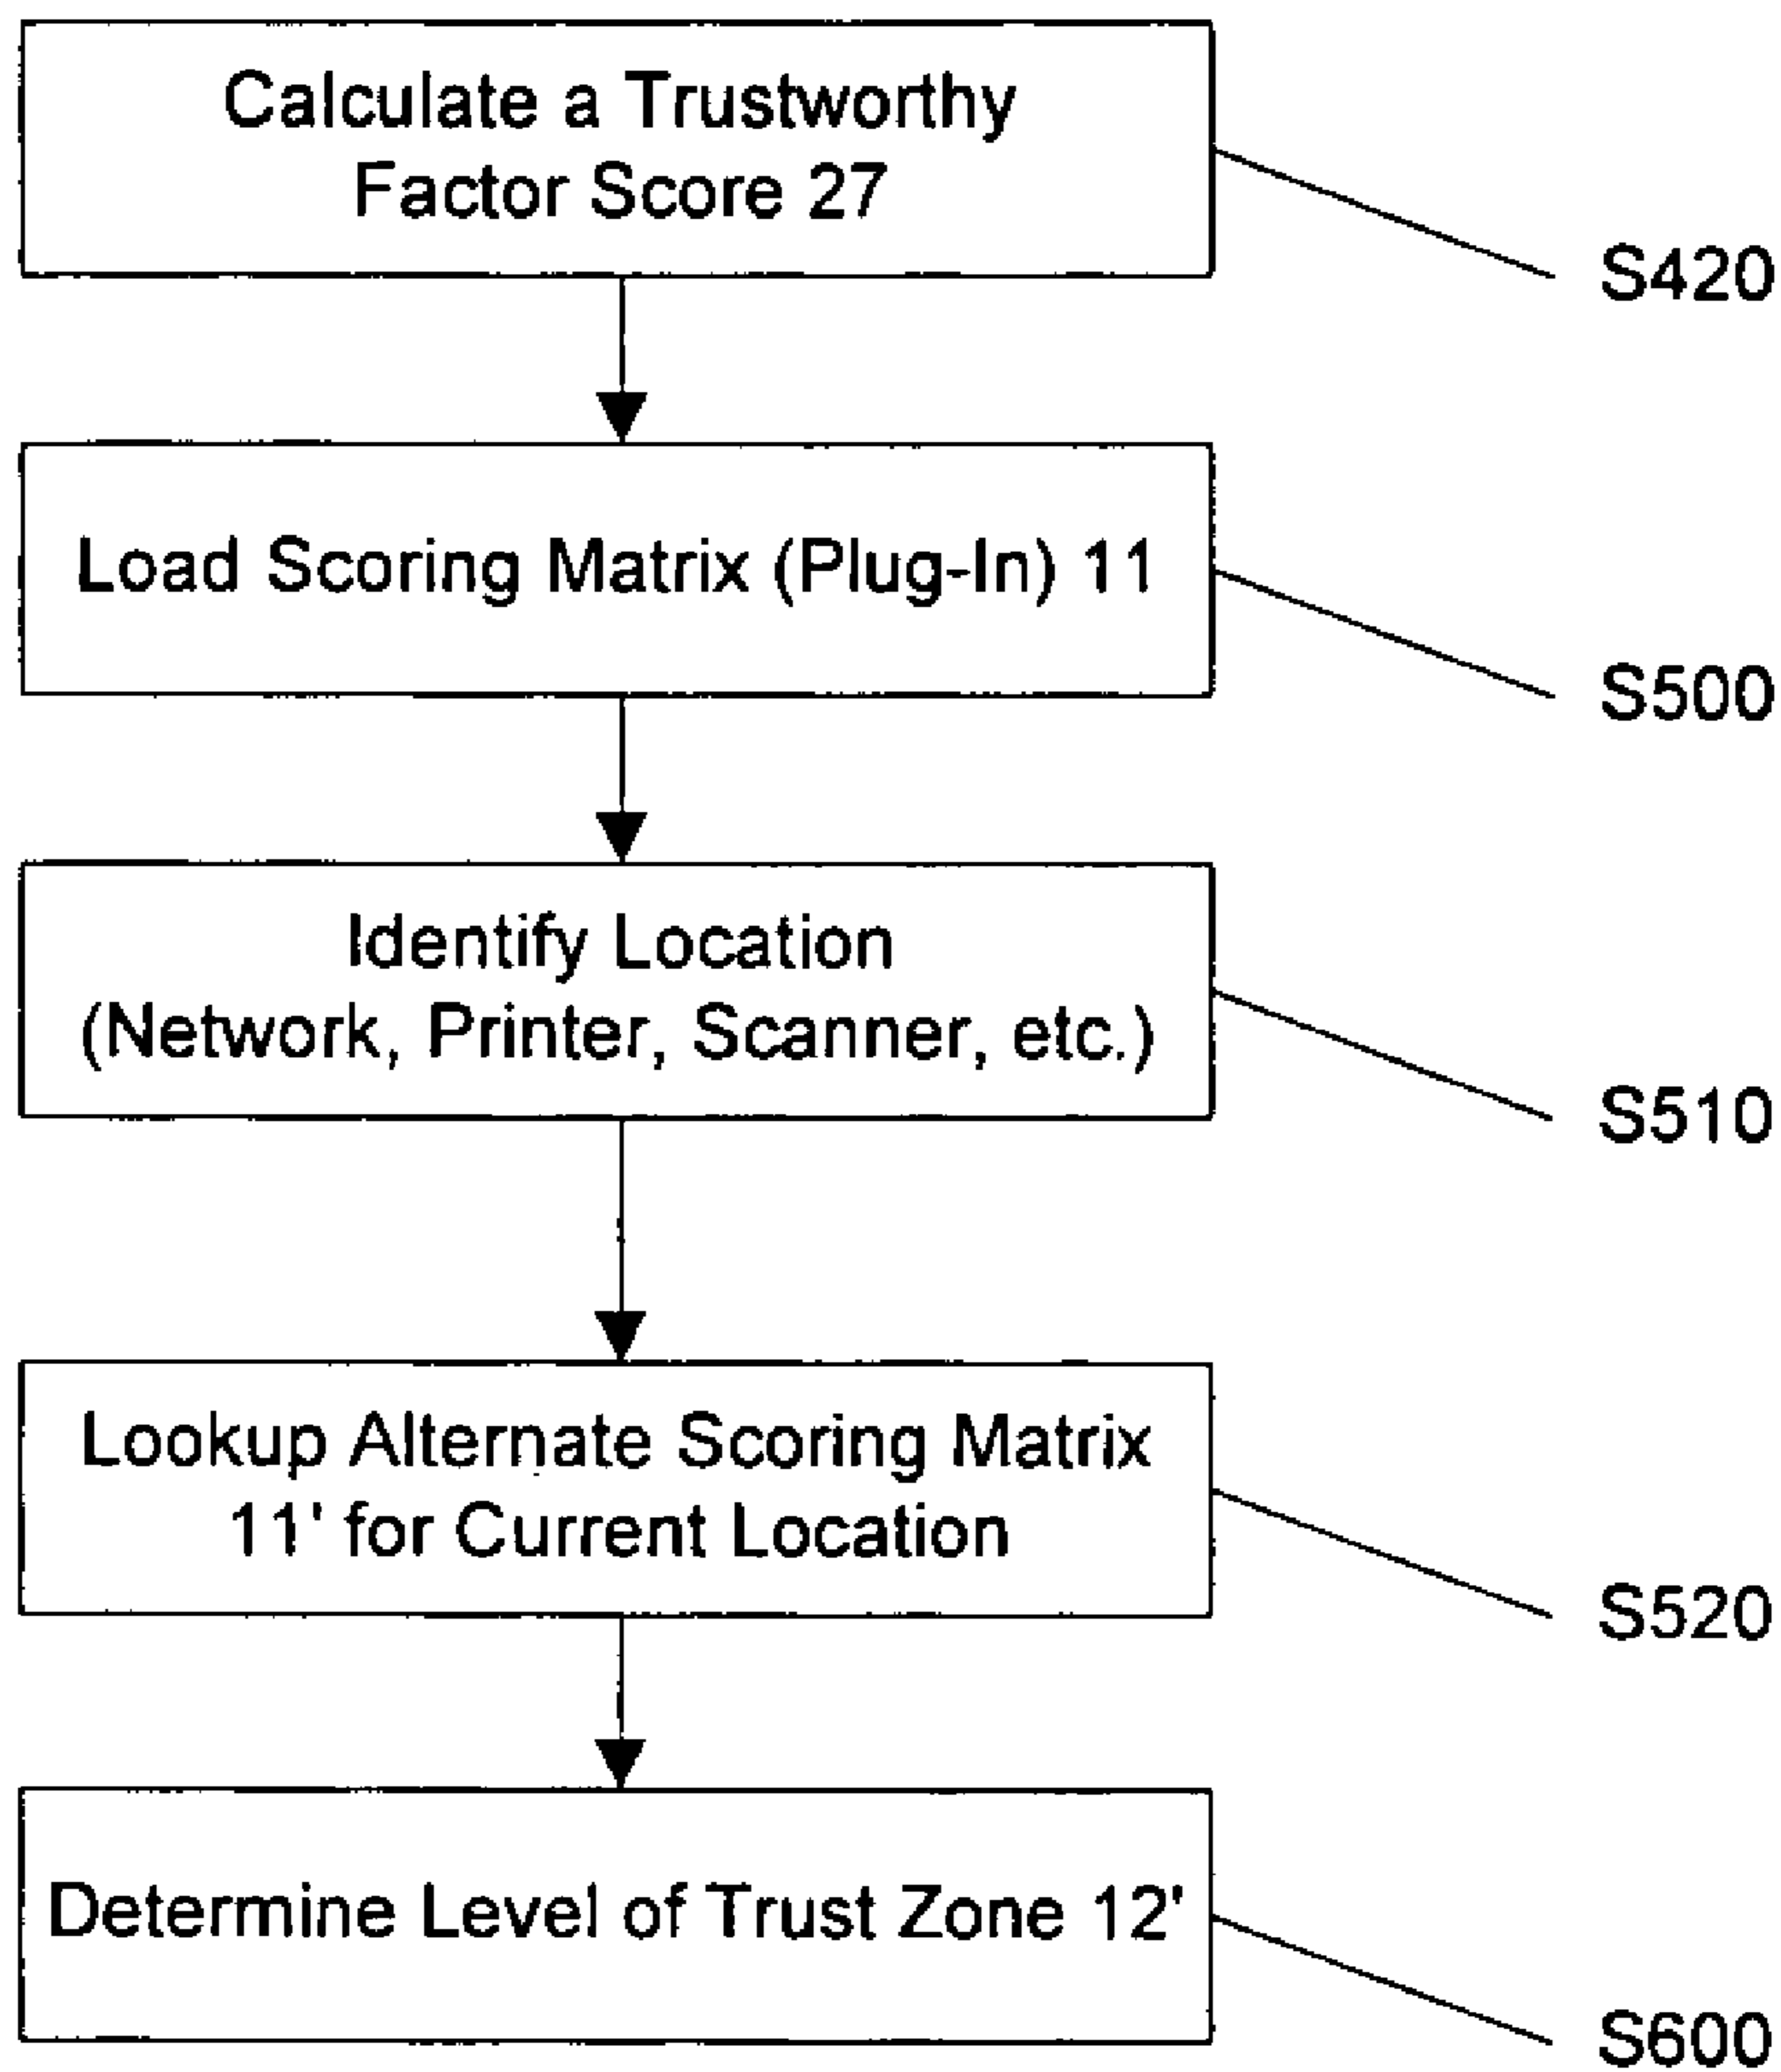 Calculate a Trustworthy
Factor Score 27
S420
Load Scoring Matrix (Plug-In) 11
S500
Identify Location
(Network, Printer, Scanner, etc.)
S510
Lookup Alternate Scoring Matrix
11' for Current Location
S520
Determine Level of Trust Zone 12'
S600